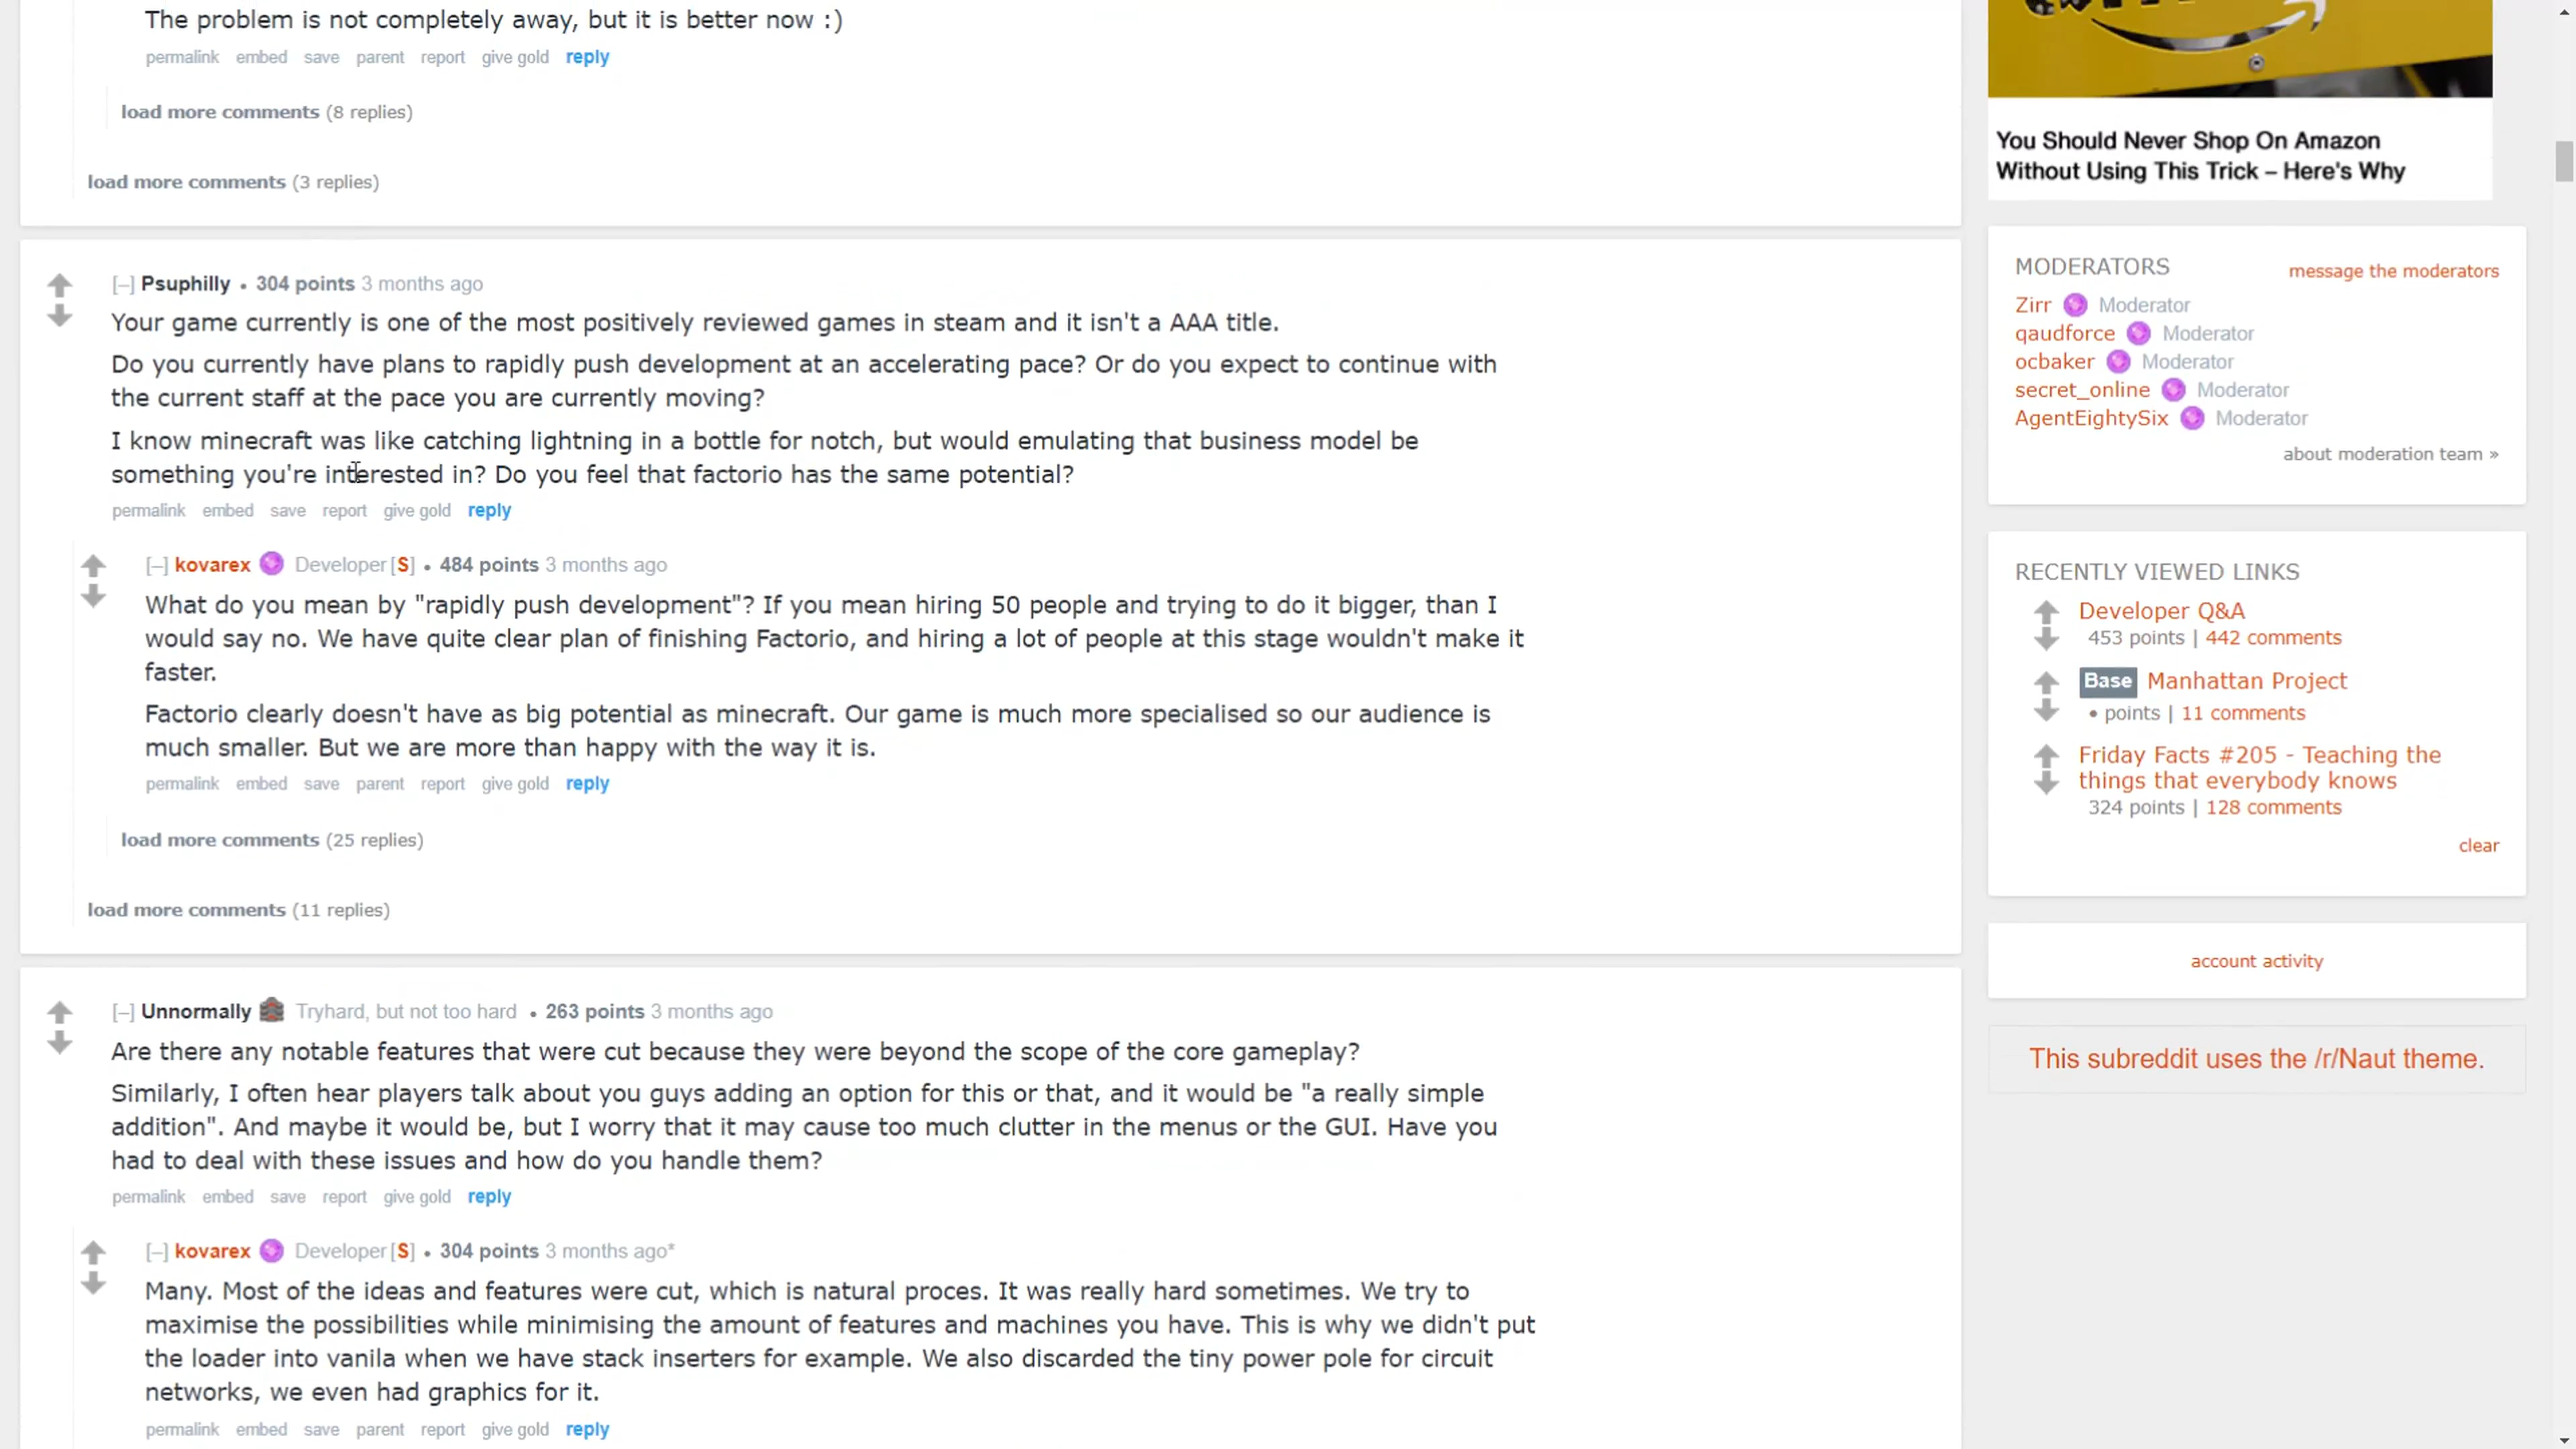 The problem is not completely away, but it is better now :)
permalink embed save parent report give gold reply
load more comments (8 replies)
load more comments (3 replies)
[–] Psuphilly • 304 points 3 months ago
Your game currently is one of the most positively reviewed games in steam and it isn't a AAA title.
Do you currently have plans to rapidly push development at an accelerating pace? Or do you expect to continue with
the current staff at the pace you are currently moving?
I know minecraft was like catching lightning in a bottle for notch, but would emulating that business model be
something you're interested in? Do you feel that factorio has the same potential?
permalink embed save report give gold reply
[–] kovarex Developer [S] • 484 points 3 months ago
What do you mean by "rapidly push development"? If you mean hiring 50 people and trying to do it bigger, than I
would say no. We have quite clear plan of finishing Factorio, and hiring a lot of people at this stage wouldn't make it
faster.
Factorio clearly doesn't have as big potential as minecraft. Our game is much more specialised so our audience is
much smaller. But we are more than happy with the way it is.
permalink embed save parent report give gold reply
load more comments (25 replies)
load more comments (11 replies)
[–] Unnormally Tryhard, but not too hard • 263 points 3 months ago
Are there any notable features that were cut because they were beyond the scope of the core gameplay?
Similarly, I often hear players talk about you guys adding an option for this or that, and it would be "a really simple
addition". And maybe it would be, but I worry that it may cause too much clutter in the menus or the GUI. Have you
had to deal with these issues and how do you handle them?
permalink embed save report give gold reply
[–] kovarex Developer [S] • 304 points 3 months ago*
Many. Most of the ideas and features were cut, which is natural proces. It was really hard sometimes. We try to
maximise the possibilities while minimising the amount of features and machines you have. This is why we didn't put
the loader into vanila when we have stack inserters for example. We also discarded the tiny power pole for circuit
networks, we even had graphics for it.
permalink embed save parent report give gold reply
You Should Never Shop On Amazon
Without Using This Trick – Here's Why
MODERATORS message the moderators
Zirr Moderator
qaudforce Moderator
ocbaker Moderator
secret_online Moderator
AgentEightySix Moderator
about moderation team »
RECENTLY VIEWED LINKS
Developer Q&A
453 points | 442 comments
Base Manhattan Project
• points | 11 comments
Friday Facts #205 - Teaching the
things that everybody knows
324 points | 128 comments
clear
account activity
This subreddit uses the /r/Naut theme.